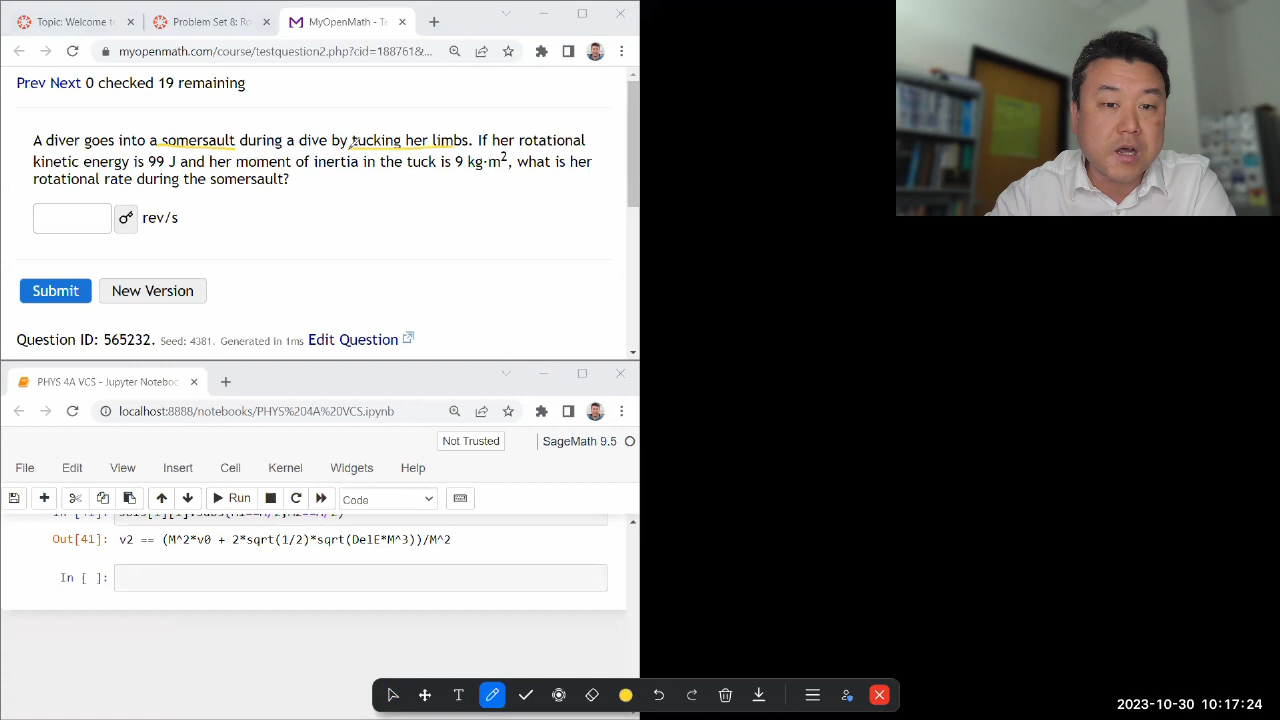 Topic: Welcome to
Problem Set 8: Ro
MyOpenMath - Te
myopenmath.com/course/testquestion2.php?cid=188761&...
Prev Next 0 checked 19 remaining
A diver goes into a somersault during a dive by tucking her limbs. If her rotational
kinetic energy is 99 J and her moment of inertia in the tuck is 9 kg·m², what is her
rotational rate during the somersault?
rev/s
Submit New Version
Question ID: 565232. Seed: 4381. Generated in 1ms Edit Question
PHYS 4A VCS - Jupyter Noteboo
localhost:8888/notebooks/PHYS%204A%20VCS.ipynb
Not Trusted SageMath 9.5
File Edit View Insert Cell Kernel Widgets Help
Run Code
Out[41]: v2 == (M^2*v0 + 2*sqrt(1/2)*sqrt(DelE*M^3))/M^2
In [ ]:
2023-10-30 10:17:24